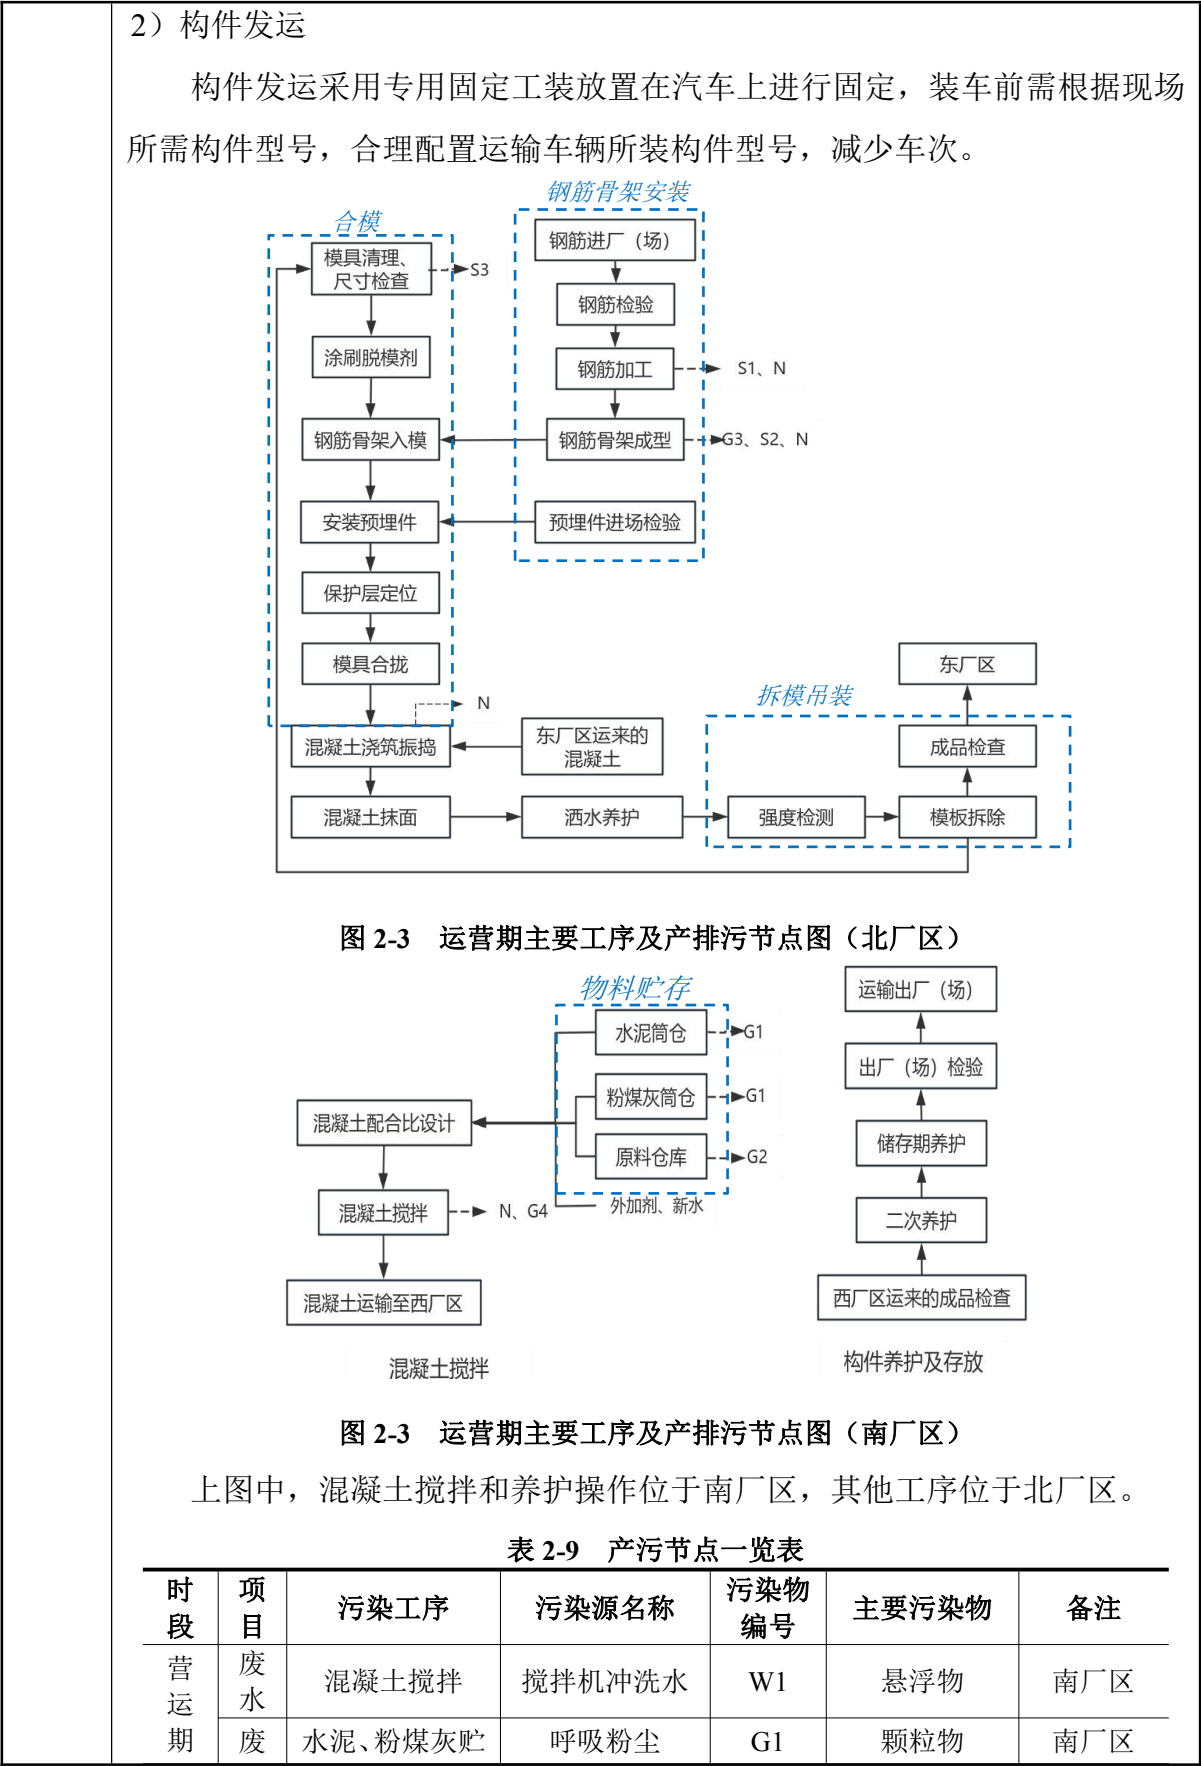 2）构件发运
构件发运采用专用固定工装放置在汽车上进行固定，装车前需根据现场
所需构件型号，合理配置运输车辆所装构件型号，减少车次。
钢筋骨架安装
合模
钢筋进厂（场）
模具清理、
尺寸检查
S3
钢筋检验
涂刷脱模剂
钢筋加工
S1、N
钢筋骨架入模
钢筋骨架成型
G3、S2、N
安装预埋件
预埋件进场检验
保护层定位
模具合拢
东厂区
拆模吊装
N
混凝土浇筑振捣
东厂区运来的
混凝土
成品检查
混凝土抹面
洒水养护
强度检测
模板拆除
图 2-3 运营期主要工序及产排污节点图（北厂区）
物料贮存
水泥筒仓
G1
粉煤灰筒仓
G1
混凝土配合比设计
原料仓库
G2
外加剂、新水
混凝土搅拌
N、G4
混凝土运输至西厂区
混凝土搅拌
运输出厂（场）
出厂（场）检验
储存期养护
二次养护
西厂区运来的成品检查
构件养护及存放
图 2-3 运营期主要工序及产排污节点图（南厂区）
上图中，混凝土搅拌和养护操作位于南厂区，其他工序位于北厂区。
表 2-9 产污节点一览表
时段 项目 污染工序 污染源名称 污染物编号 主要污染物 备注
营运期 废水 混凝土搅拌 搅拌机冲洗水 W1 悬浮物 南厂区
废 水泥、粉煤灰贮 呼吸粉尘 G1 颗粒物 南厂区